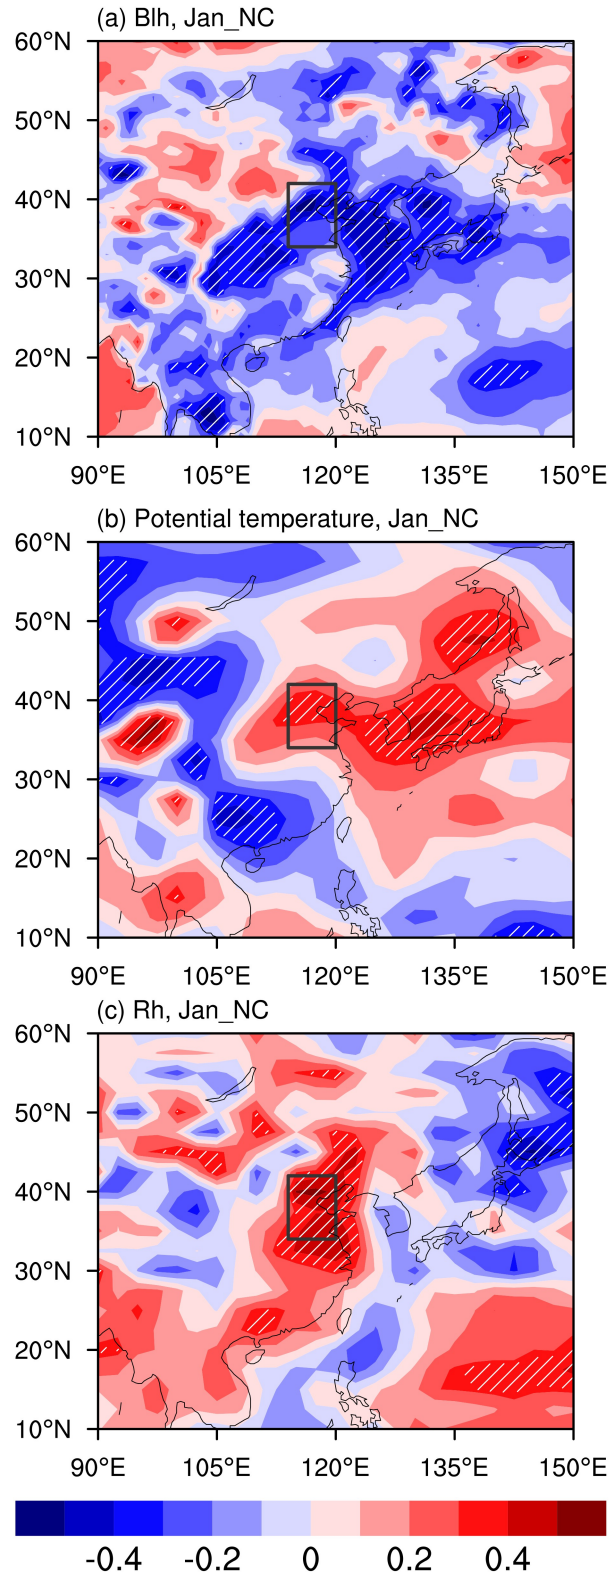 (a) Blh, Jan_NC
60°N
50°N
40°N
30°N
20°N
10°N
90°E 105°E 120°E 135°E 150°E
(b) Potential temperature, Jan_NC
60°N
50°N
40°N
30°N
20°N
10°N
90°E 105°E 120°E 135°E 150°E
(c) Rh, Jan_NC
60°N
50°N
40°N
30°N
20°N
10°N
90°E 105°E 120°E 135°E 150°E
-0.4 -0.2 0 0.2 0.4